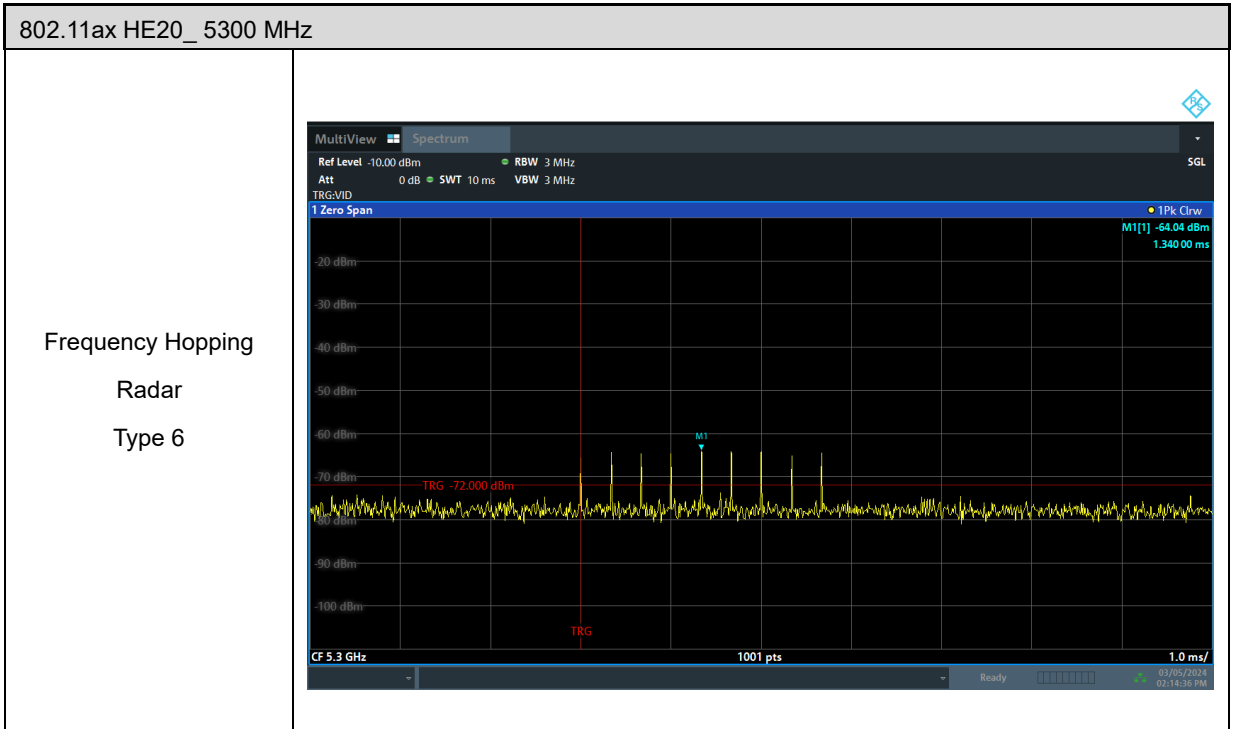 802.11ax HE20_ 5300 MHz
Frequency Hopping
Radar
Type 6
R S
MultiView Spectrum
Ref Level -10.00 dBm RBW 3 MHz SGL
Att 0 dB SWT 10 ms VBW 3 MHz
TRG:VID
1 Zero Span 1Pk Clrw
M1[1] -64.04 dBm
1.340 00 ms
-20 dBm
-30 dBm
-40 dBm
-50 dBm
-60 dBm
M1
-70 dBm
TRG -72.000 dBm
-80 dBm
-90 dBm
-100 dBm
TRG
CF 5.3 GHz 1001 pts 1.0 ms/
Ready 03/05/2024
02:14:36 PM